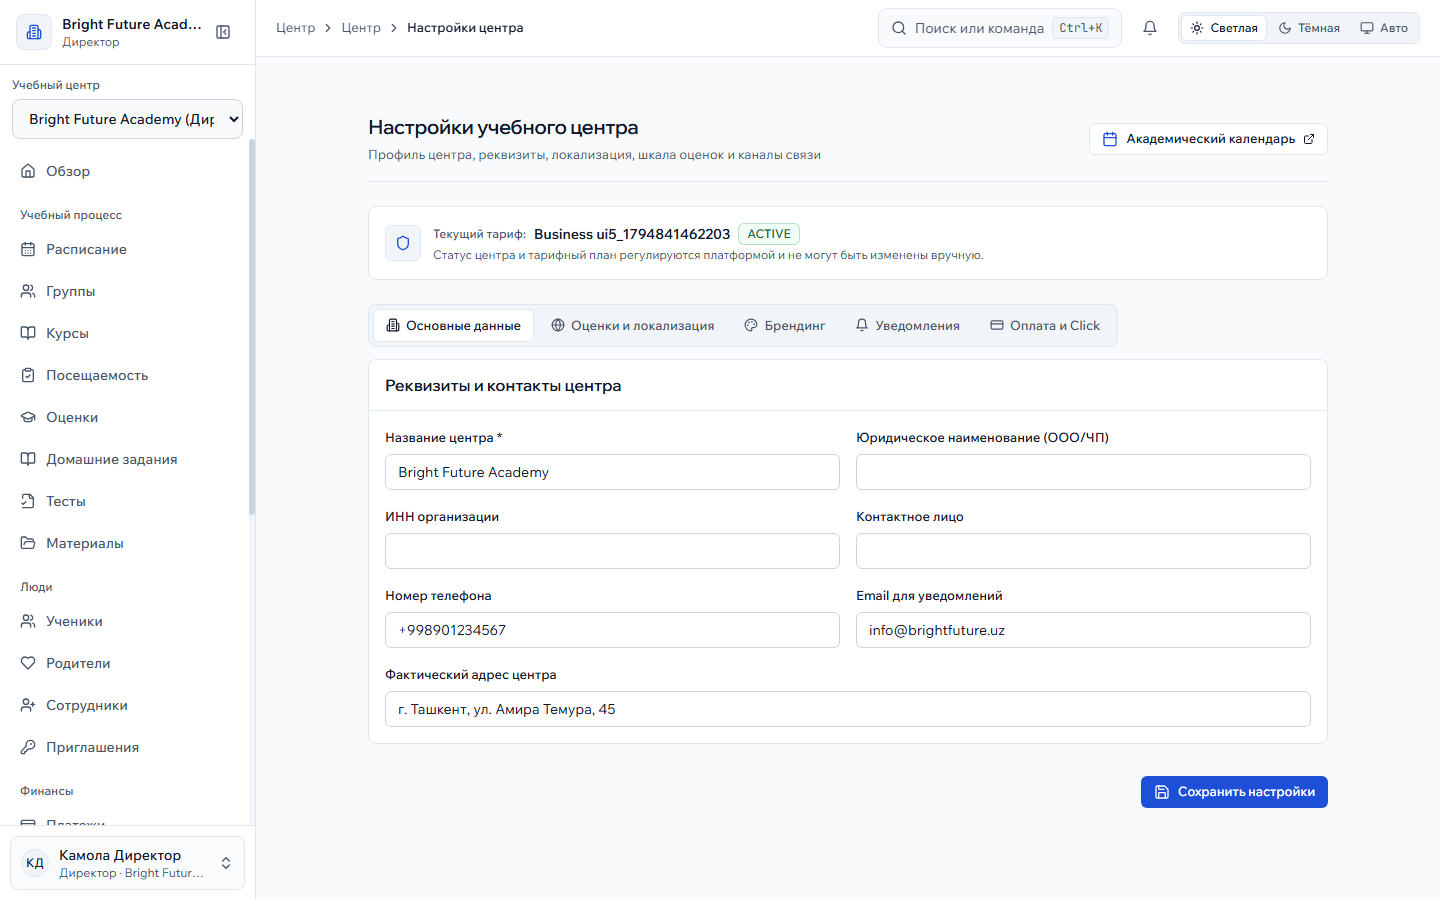 Bright Future Acad...
Директор
Учебный центр
Bright Future Academy (Дир
Обзор
Учебный процесс
Расписание
Группы
Курсы
Посещаемость
Оценки
Домашние задания
Тесты
Материалы
Люди
Ученики
Родители
Сотрудники
Приглашения
Финансы
Платежи
КД
Камола Директор
Директор · Bright Futur...
Центр > Центр > Настройки центра
Поиск или команда Ctrl+K
Светлая Тёмная Авто
Настройки учебного центра
Профиль центра, реквизиты, локализация, шкала оценок и каналы связи
Академический календарь
Текущий тариф: Business ui5_1794841462203 ACTIVE
Статус центра и тарифный план регулируются платформой и не могут быть изменены вручную.
Основные данные Оценки и локализация Брендинг Уведомления Оплата и Click
Реквизиты и контакты центра
Название центра * Юридическое наименование (ООО/ЧП)
Bright Future Academy
ИНН организации Контактное лицо
Номер телефона Email для уведомлений
+998901234567 info@brightfuture.uz
Фактический адрес центра
г. Ташкент, ул. Амира Темура, 45
Сохранить настройки